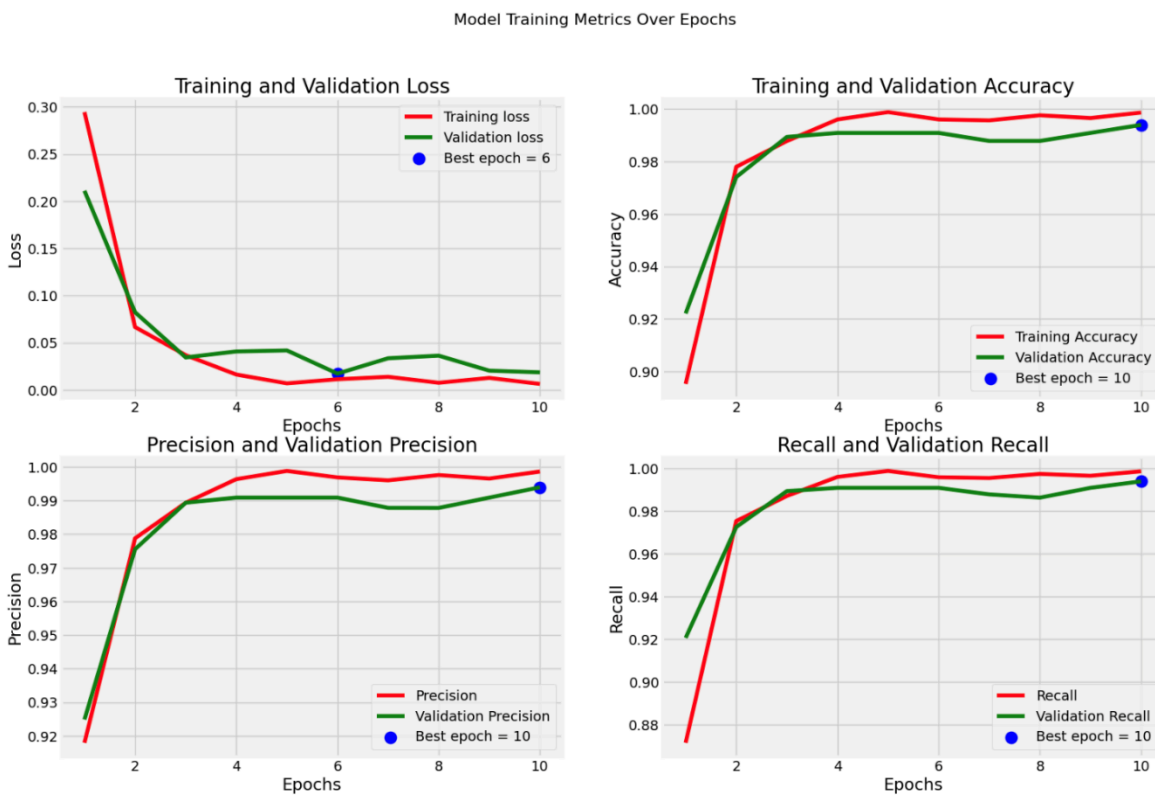 Model Training Metrics Over Epochs
Training and Validation Loss
0.30
0.25
0.20
0.15
0.10
0.05
0.00
Loss
Training loss
Validation loss
Best epoch = 6
2 4 6 8 10
Epochs
Training and Validation Accuracy
1.00
0.98
0.96
0.94
0.92
0.90
Accuracy
Training Accuracy
Validation Accuracy
Best epoch = 10
2 4 6 8 10
Epochs
Precision and Validation Precision
1.00
0.99
0.98
0.97
0.96
0.95
0.94
0.93
0.92
Precision
Precision
Validation Precision
Best epoch = 10
2 4 6 8 10
Epochs
Recall and Validation Recall
1.00
0.98
0.96
0.94
0.92
0.90
0.88
Recall
Recall
Validation Recall
Best epoch = 10
2 4 6 8 10
Epochs